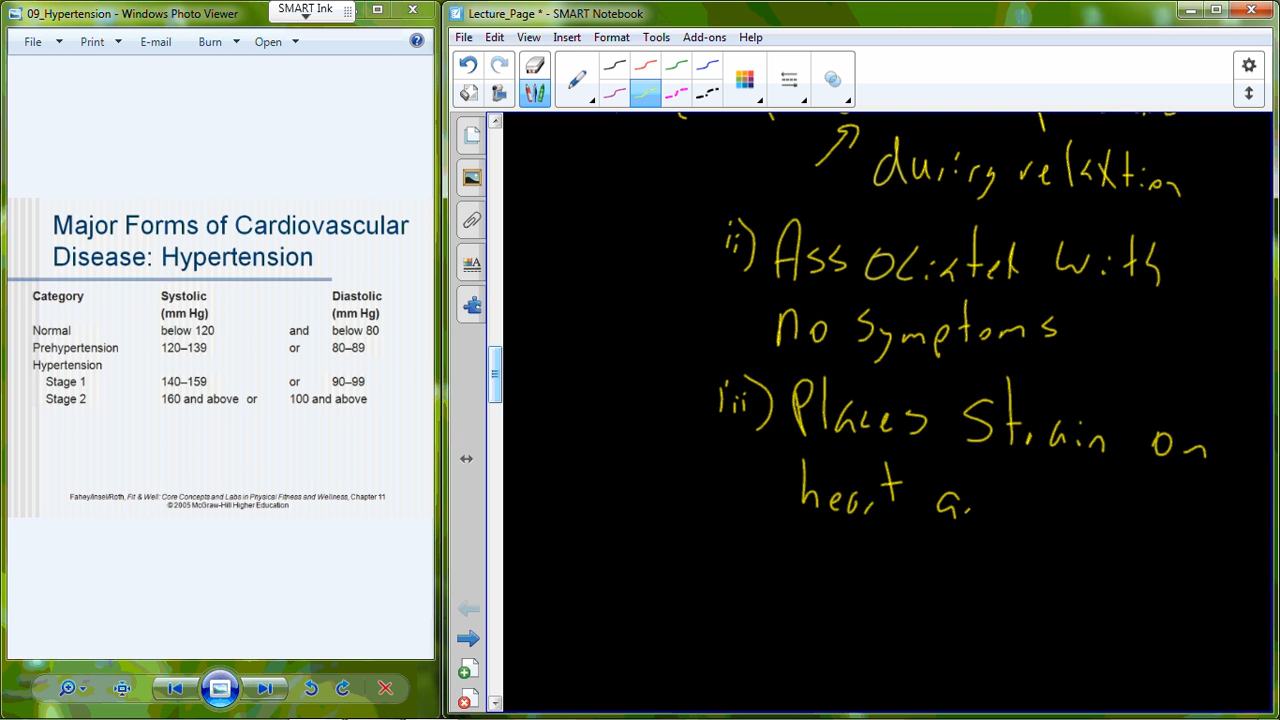 09_Hypertension - Windows Photo Viewer
SMART Ink
File Print E-mail Burn Open
Major Forms of Cardiovascular
Disease: Hypertension
Category Systolic Diastolic
(mm Hg) (mm Hg)
Normal below 120 and below 80
Prehypertension 120–139 or 80–89
Hypertension
Stage 1 140–159 or 90–99
Stage 2 160 and above or 100 and above
Fahey/Insel/Roth, Fit & Well: Core Concepts and Labs in Physical Fitness and Wellness, Chapter 11
© 2005 McGraw-Hill Higher Education
Lecture_Page * - SMART Notebook
File Edit View Insert Format Tools Add-ons Help
during relaxtion
ii) Associated with
no symptoms
iii) Places Strain on
heart a